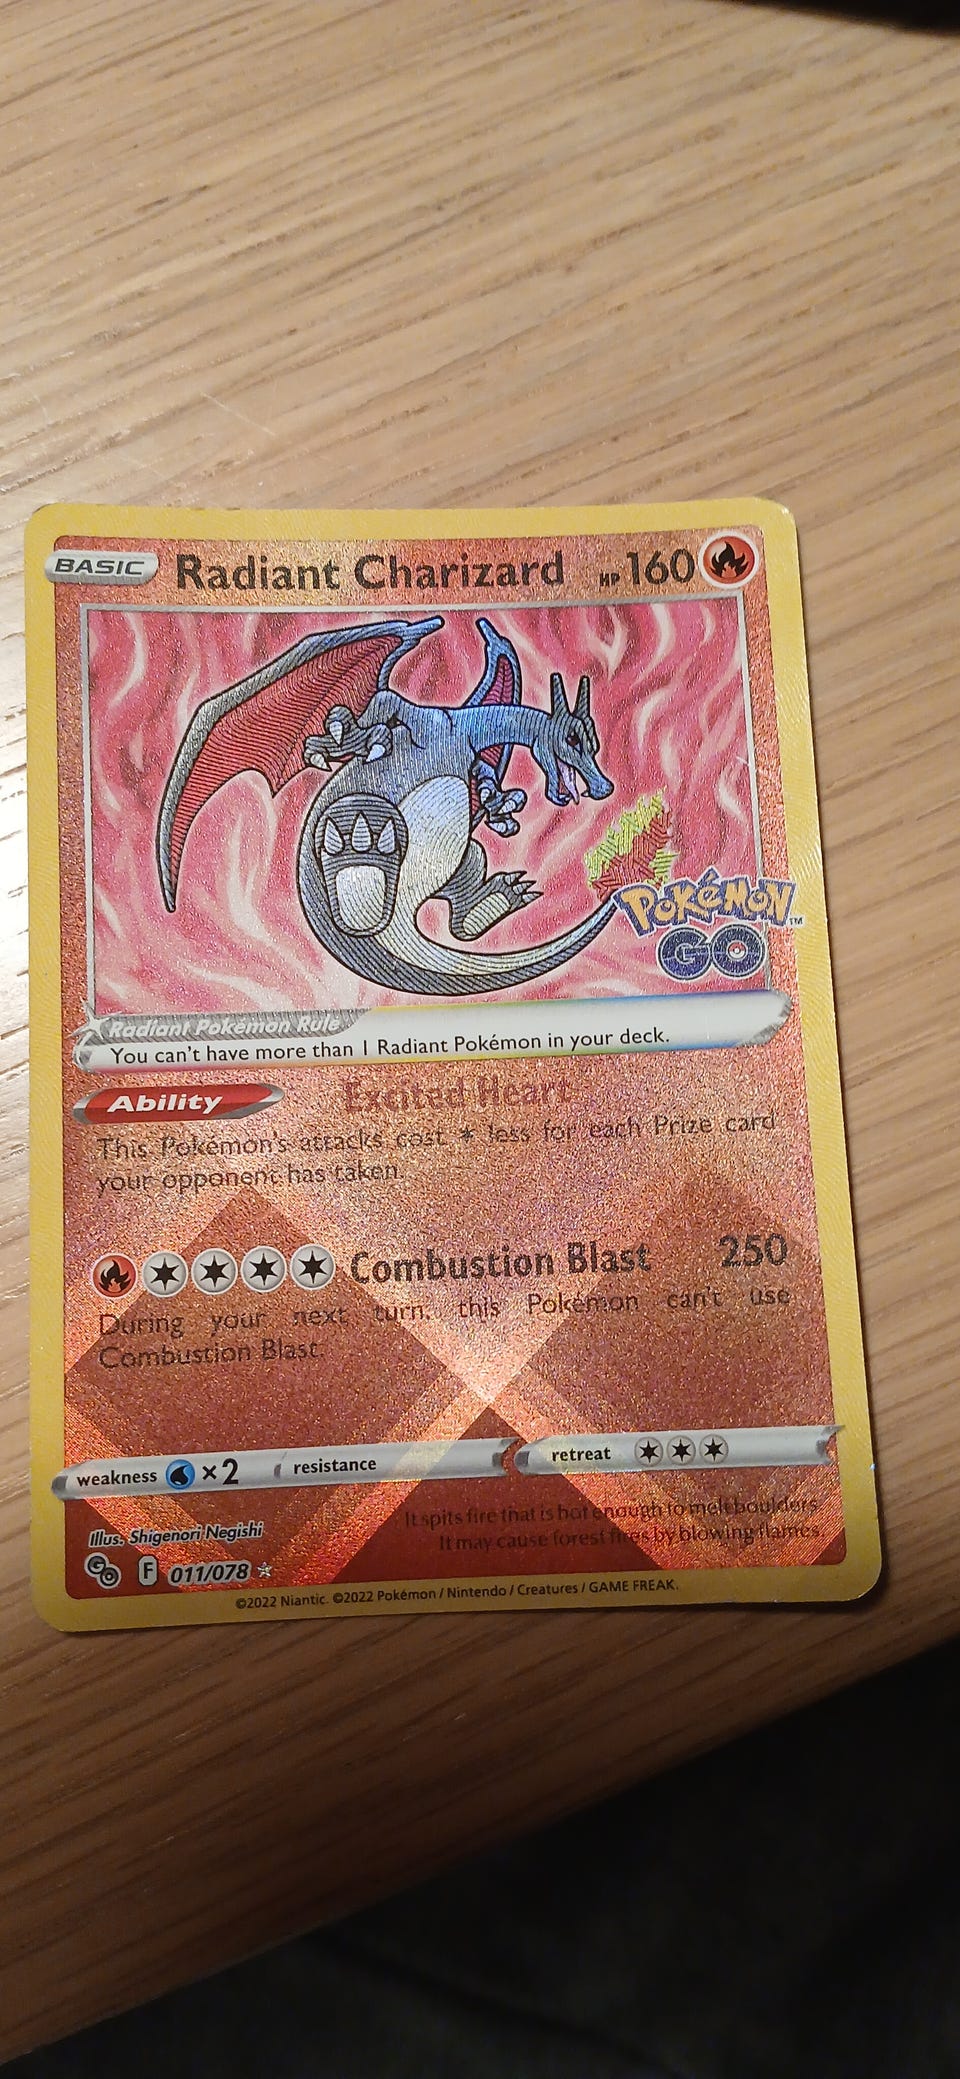 BASIC Radiant Charizard HP 160
POKéMON™
GO
Radiant Pokémon Rule
You can't have more than 1 Radiant Pokémon in your deck.
Ability Excited Heart
This Pokémon's attacks cost * less for each Prize card
your opponent has taken.
Combustion Blast 250
During your next turn, this Pokémon can't use
Combustion Blast.
weakness ×2 resistance retreat
It spits fire that is hot enough to melt boulders.
It may cause forest fires by blowing flames.
Illus. Shigenori Negishi
GO F 011/078
©2022 Niantic. ©2022 Pokémon / Nintendo / Creatures / GAME FREAK.